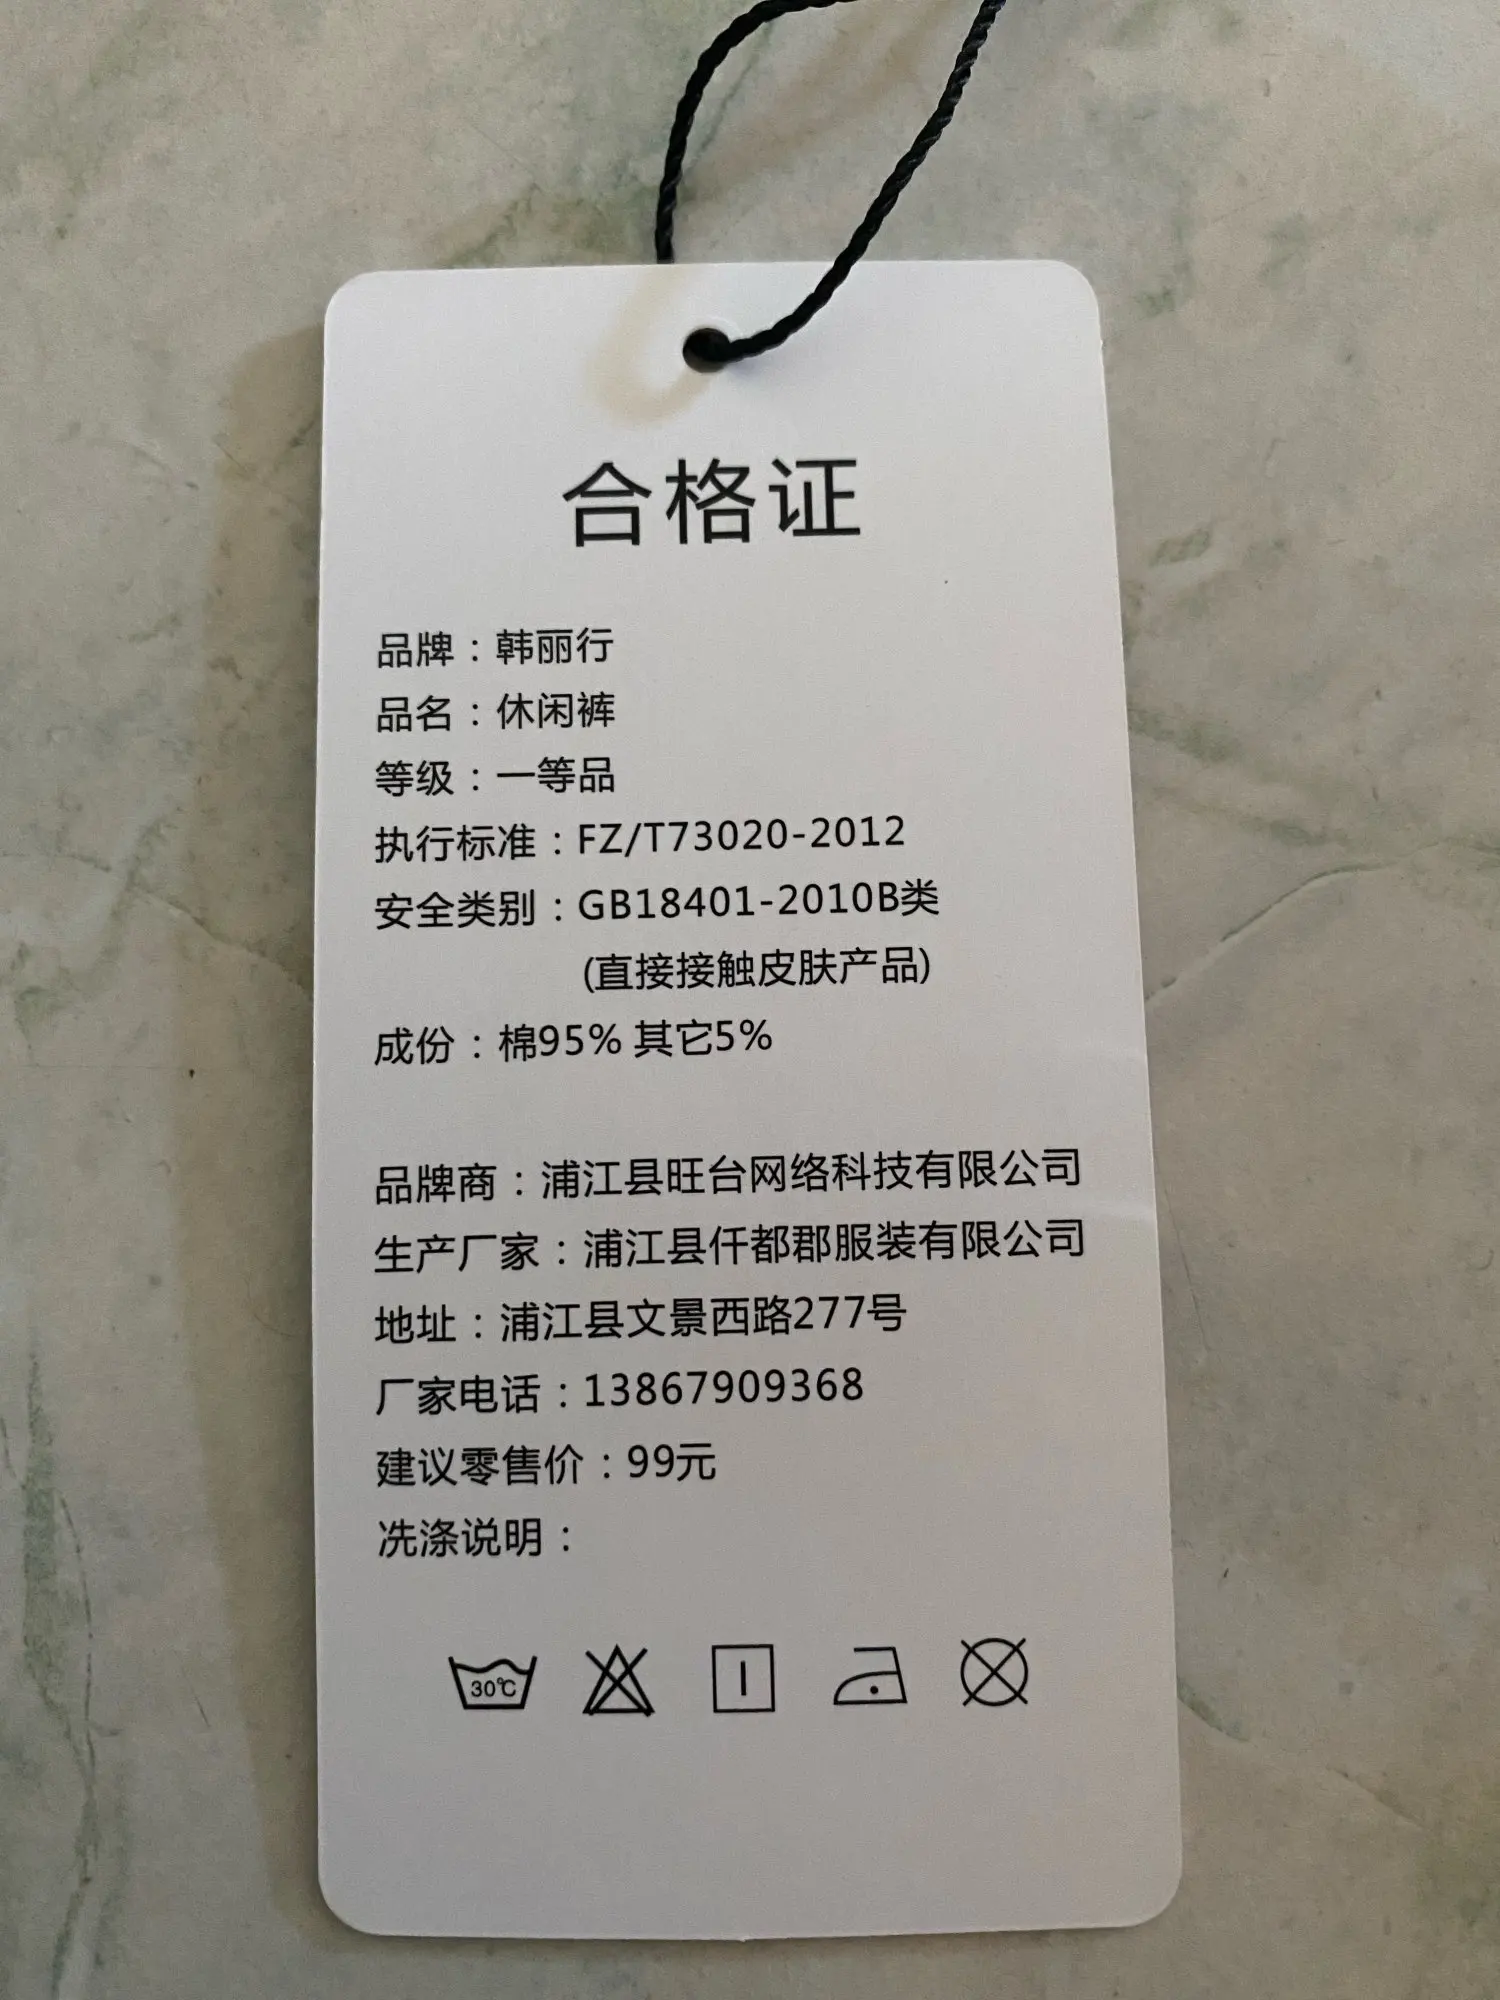 合格证
品牌：韩丽行
品名：休闲裤
等级：一等品
执行标准：FZ/T73020-2012
安全类别：GB18401-2010B类
(直接接触皮肤产品)
成份：棉95% 其它5%
品牌商：浦江县旺台网络科技有限公司
生产厂家：浦江县仟都郡服装有限公司
地址：浦江县文景西路277号
厂家电话：13867909368
建议零售价：99元
冼涤说明：
30℃